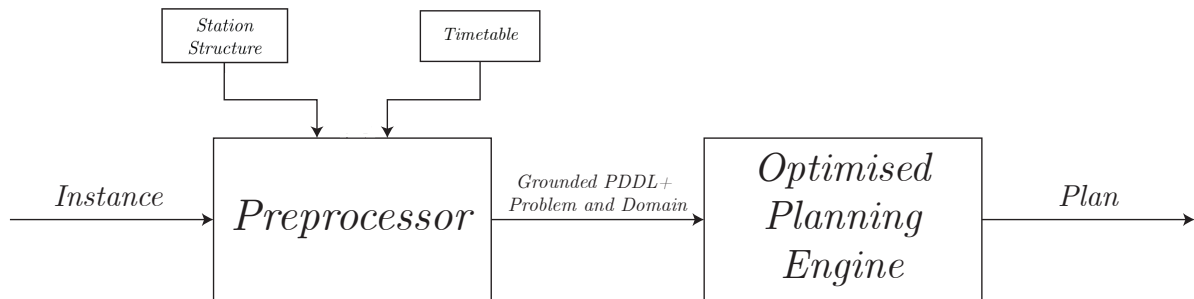 Station
Structure
Timetable
Instance
Preprocessor
Grounded PDDL+
Problem and Domain
Optimised
Planning
Engine
Plan